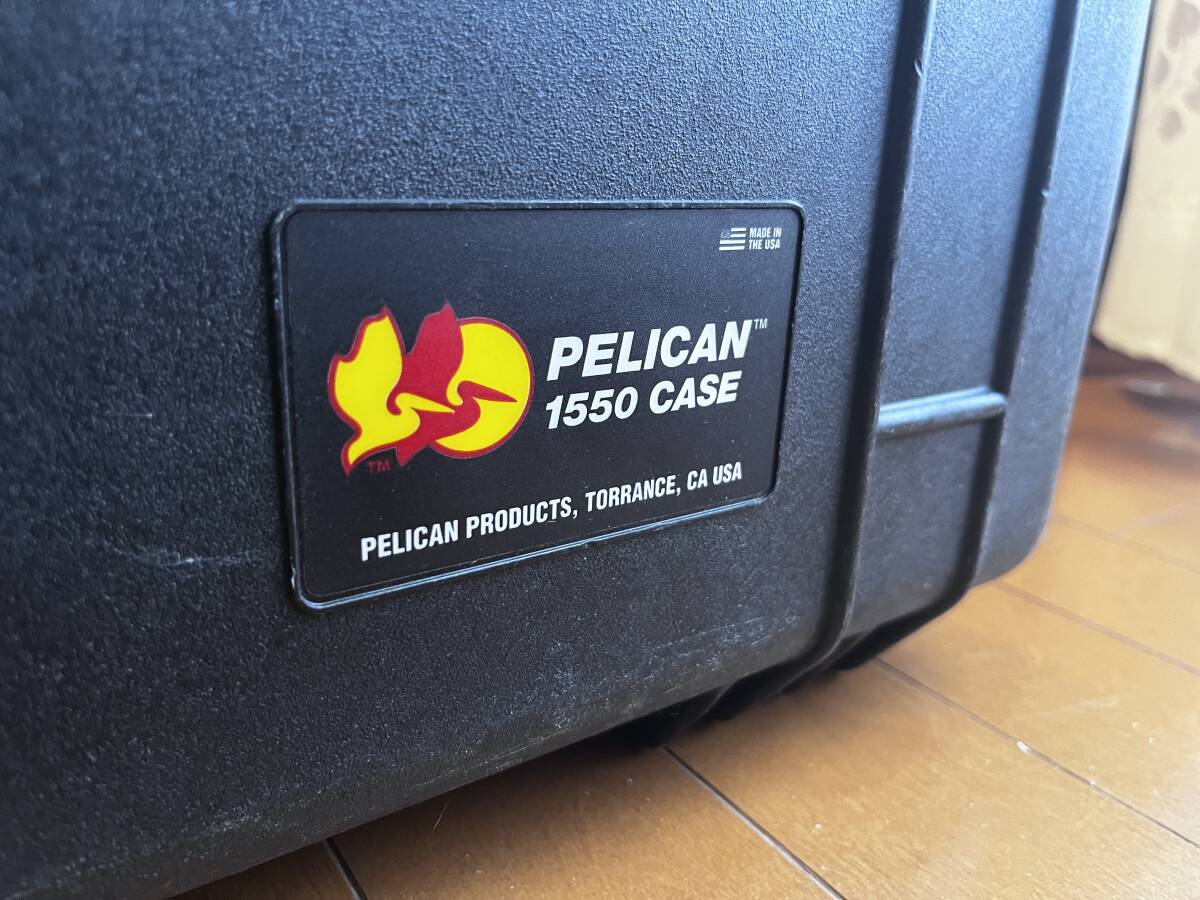 MADE IN
THE USA
PELICAN™
1550 CASE
TM
PELICAN PRODUCTS, TORRANCE, CA USA